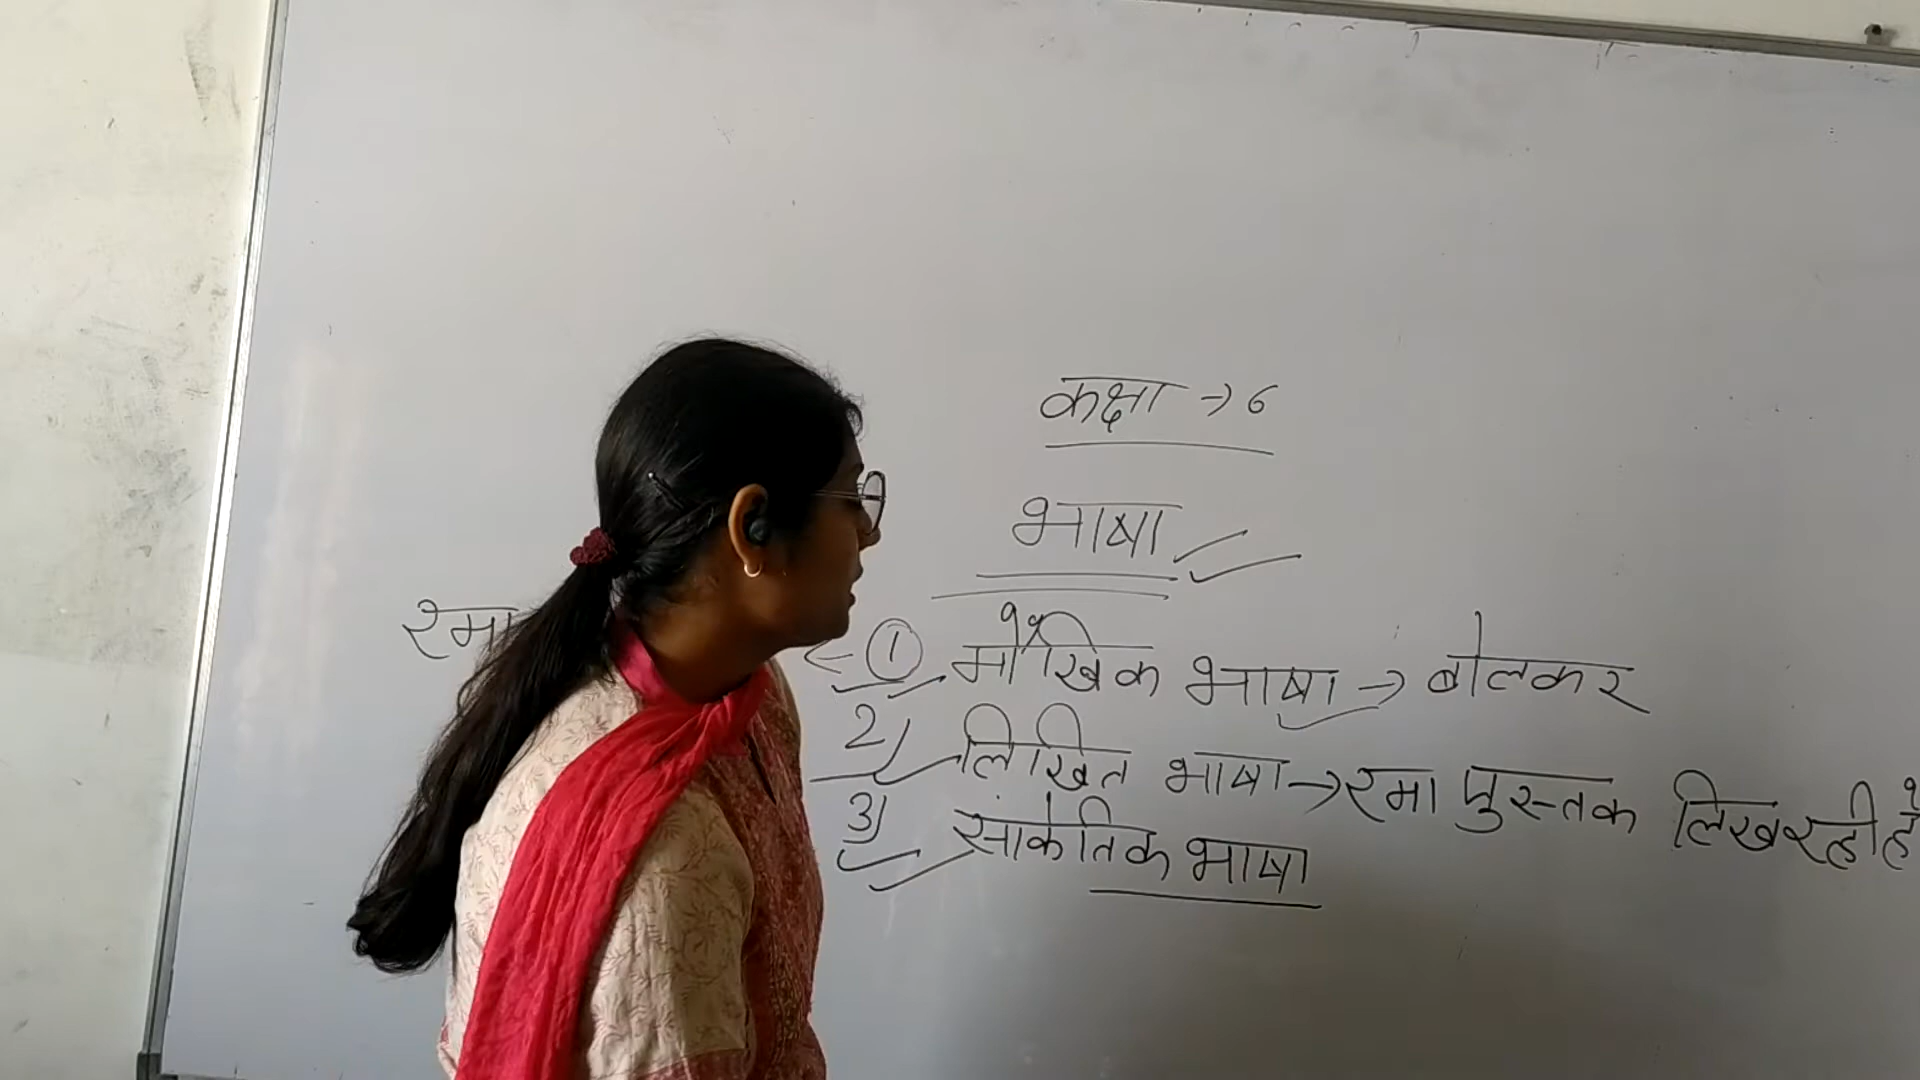 कक्षा → 6
भाषा
रमा ← ① मौखिक भाषा → बोलकर
2) लिखित भाषा → रमा पुस्तक लिख रही है
3) सांकेतिक भाषा